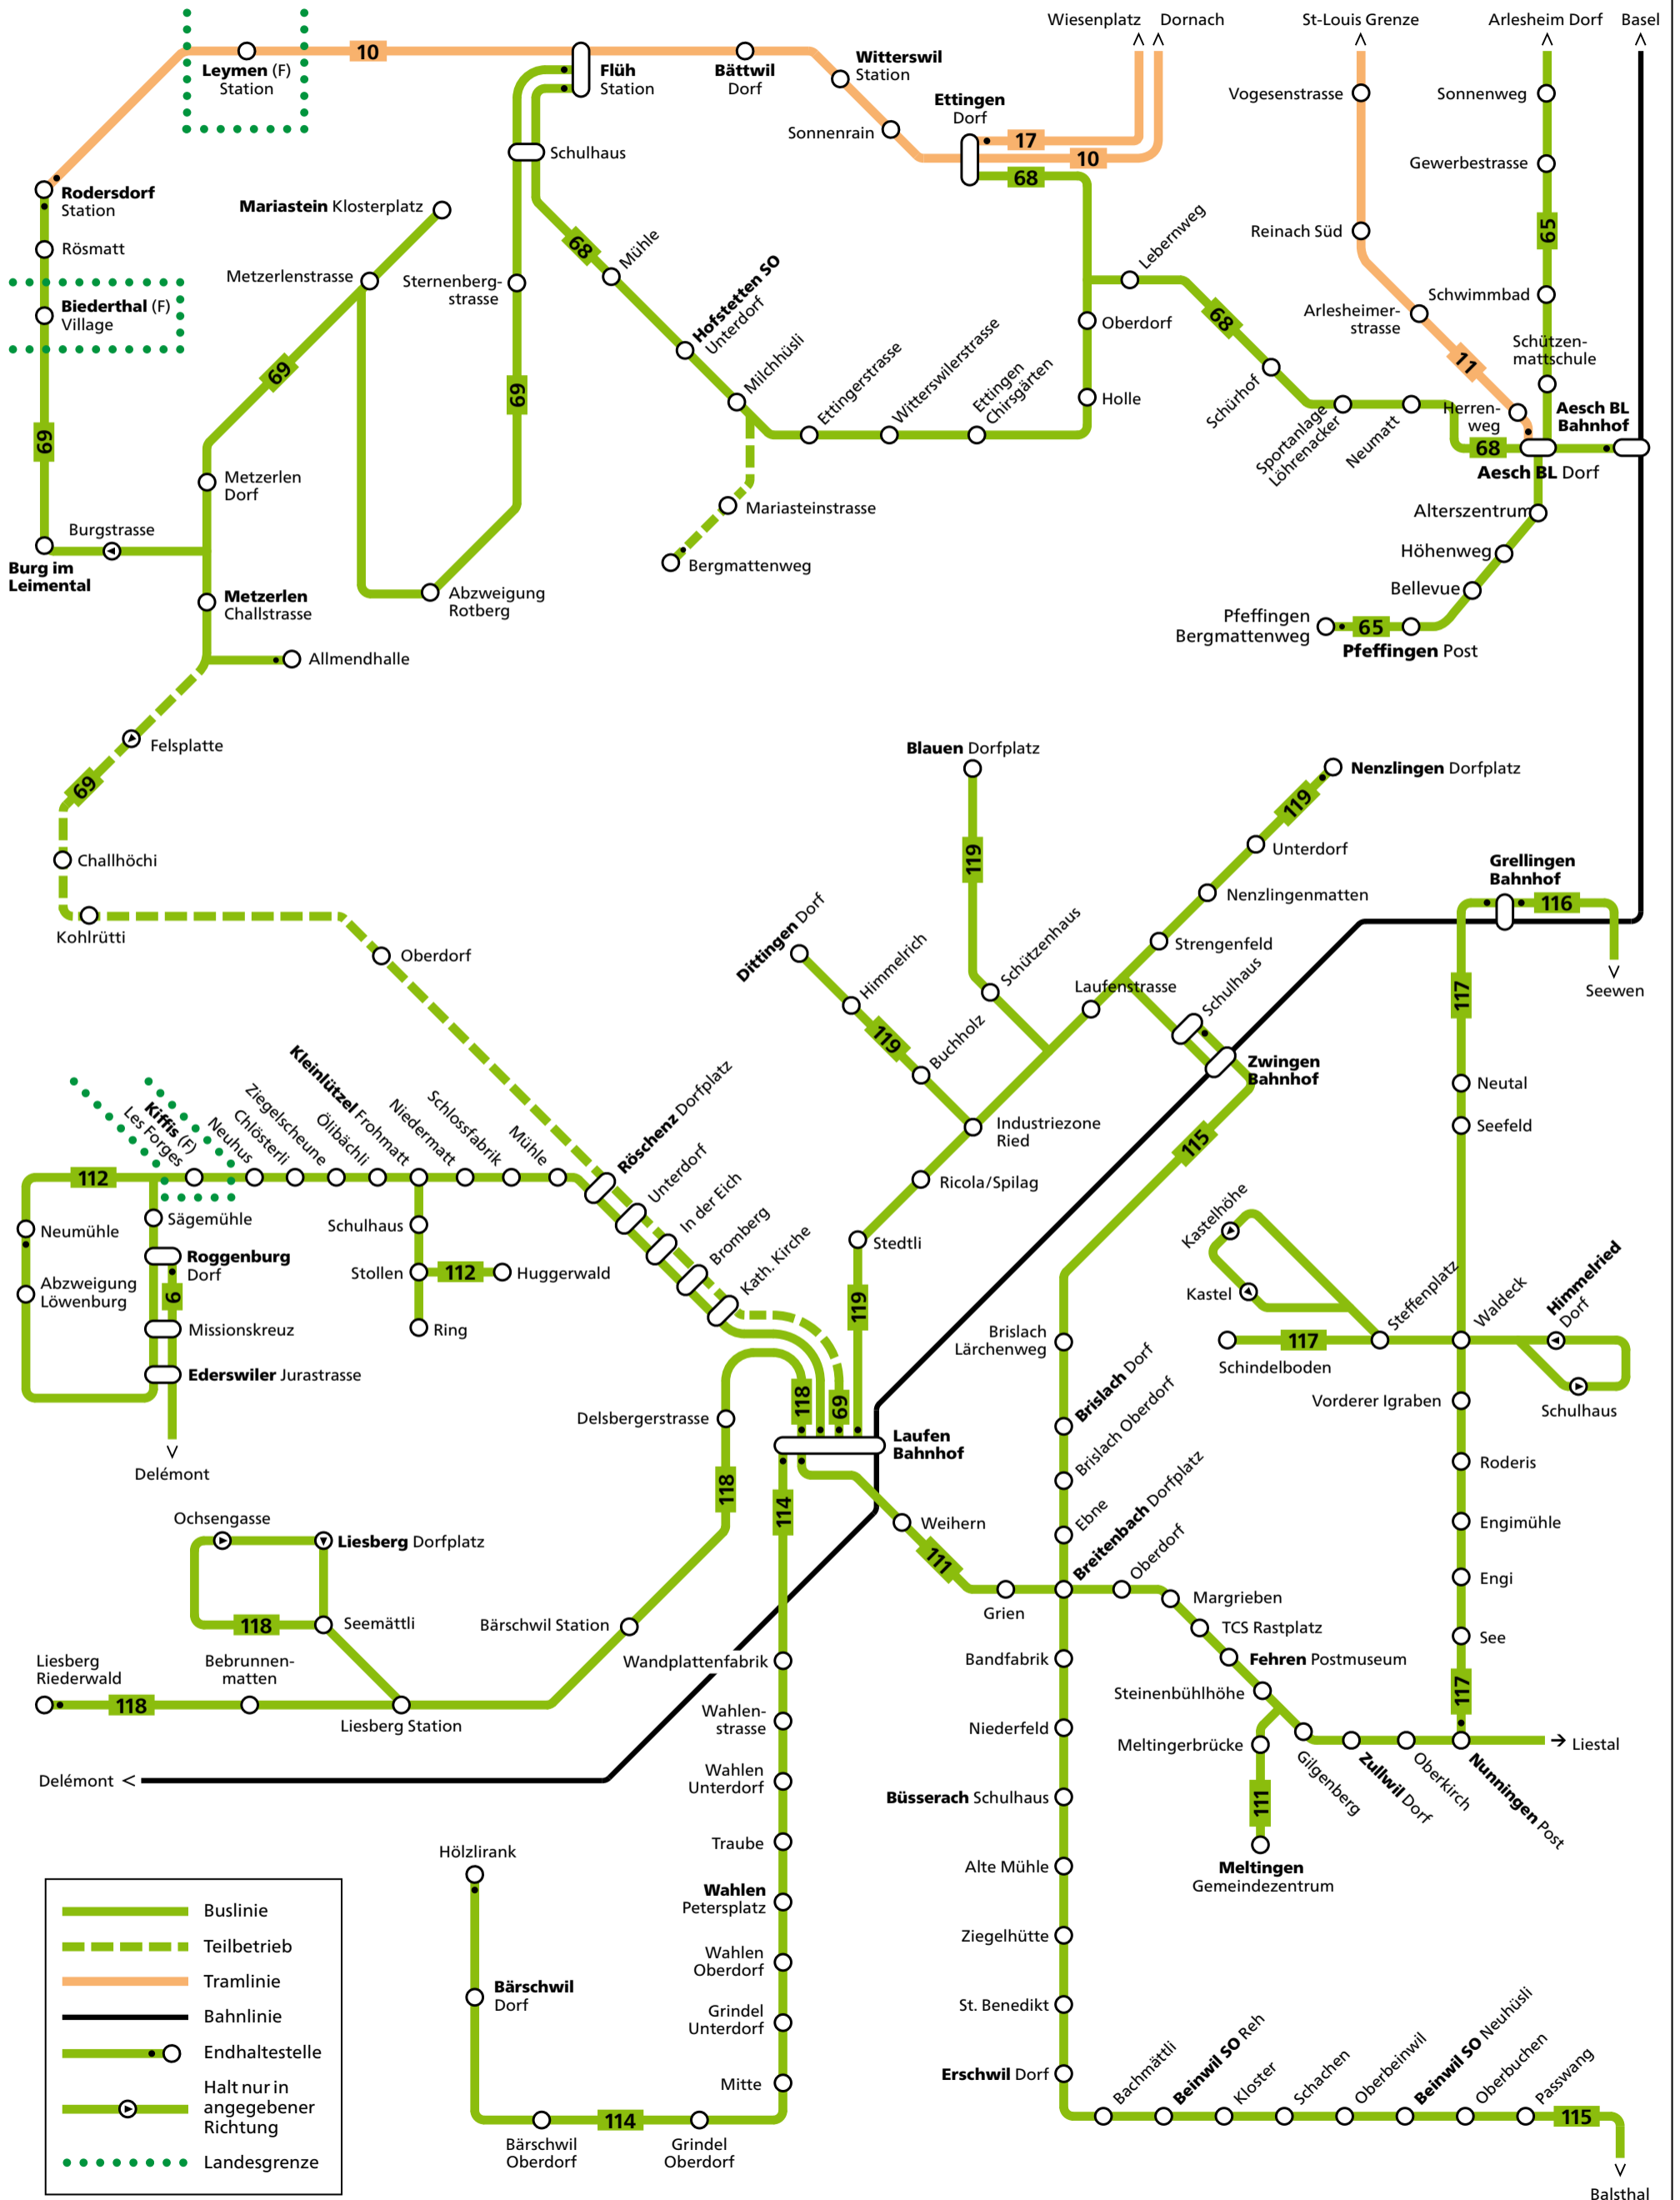 Wiesenplatz
Dornach
St-Louis Grenze
Arlesheim Dorf
Basel
10
Leymen (F)
Station
Flüh
Station
Bättwil
Dorf
Witterswil
Station
Sonnenrain
Ettingen
Dorf
17
10
68
Vogesenstrasse
Sonnenweg
Gewerbestrasse
65
Reinach Süd
Schwimmbad
Arlesheimer-
strasse
Schützen-
mattschule
11
Herren-
weg
Aesch BL
Bahnhof
68
Aesch BL Dorf
Rodersdorf
Station
Rösmatt
Biederthal (F)
Village
69
Burgstrasse
Burg im
Leimental
Mariastein Klosterplatz
Metzerlenstrasse
69
Metzerlen
Dorf
Metzerlen
Challstrasse
Allmendhalle
Schulhaus
Sternenberg-
strasse
69
Abzweigung
Rotberg
68
Mühle
Hofstetten SO
Unterdorf
Milchhüsli
Ettingerstrasse
Witterswilerstrasse
Ettingen
Chirsgärten
Mariasteinstrasse
Bergmattenweg
Lebernweg
Oberdorf
Holle
68
Schürhof
Sportanlage
Löhrenacker
Neumatt
Alterszentrum
Höhenweg
Bellevue
Pfeffingen
Bergmattenweg
65
Pfeffingen Post
Felsplatte
69
Challhöchi
Kohlrütti
Oberdorf
Blauen Dorfplatz
119
Schützenhaus
Nenzlingen Dorfplatz
119
Unterdorf
Nenzlingenmatten
Strengenfeld
Laufenstrasse
Schulhaus
Zwingen
Bahnhof
Dittingen Dorf
Himmelrich
119
Buchholz
Industriezone
Ried
Ricola/Spilag
Stedtli
119
115
Grellingen
Bahnhof
116
Seewen
117
Neutal
Seefeld
Kiffis (F)
Les Forges
Neuhus
Chlösterli
Ziegelscheune
Ölibächli
Kleinlützel Frohmatt
Niedermatt
Schlossfabrik
Mühle
Röschenz Dorfplatz
Unterdorf
In der Eich
Bromberg
Kath. Kirche
112
Neumühle
Abzweigung
Löwenburg
Sägemühle
Roggenburg
Dorf
6
Missionskreuz
Ederswiler Jurastrasse
Delémont
Schulhaus
Stollen
112
Huggerwald
Ring
118
69
Laufen
Bahnhof
Delsbergerstrasse
118
114
Weihern
111
Grien
Kastelhöhe
Kastel
Steffenplatz
Schindelboden
117
Waldeck
Himmelried
Dorf
Schulhaus
Vorderer Igraben
Roderis
Engimühle
Engi
See
117
Brislach
Lärchenweg
Brislach Dorf
Brislach Oberdorf
Ebne
Breitenbach Dorfplatz
Oberdorf
Margrieben
TCS Rastplatz
Fehren Postmuseum
Steinenbühlhöhe
Meltingerbrücke
111
Meltingen
Gemeindezentrum
Gilgenberg
Zullwil Dorf
Oberkirch
Nunningen Post
Liestal
Ochsengasse
Liesberg Dorfplatz
118
Seemättli
Liesberg
Riederwald
118
Bebrunnen-
matten
Liesberg Station
Bärschwil Station
Delémont
Wandplattenfabrik
Wahlen-
strasse
Wahlen
Unterdorf
Traube
Wahlen
Petersplatz
Wahlen
Oberdorf
Grindel
Unterdorf
Mitte
Grindel
Oberdorf
114
Bärschwil
Oberdorf
Bärschwil
Dorf
Hölzlirank
Bandfabrik
Niederfeld
Büsserach Schulhaus
Alte Mühle
Ziegelhütte
St. Benedikt
Erschwil Dorf
Bachmättli
Beinwil SO Reh
Kloster
Schachen
Oberbeinwil
Beinwil SO Neuhüsli
Oberbuchen
Passwang
115
Balsthal
Buslinie
Teilbetrieb
Tramlinie
Bahnlinie
Endhaltestelle
Halt nur in
angegebener
Richtung
Landesgrenze